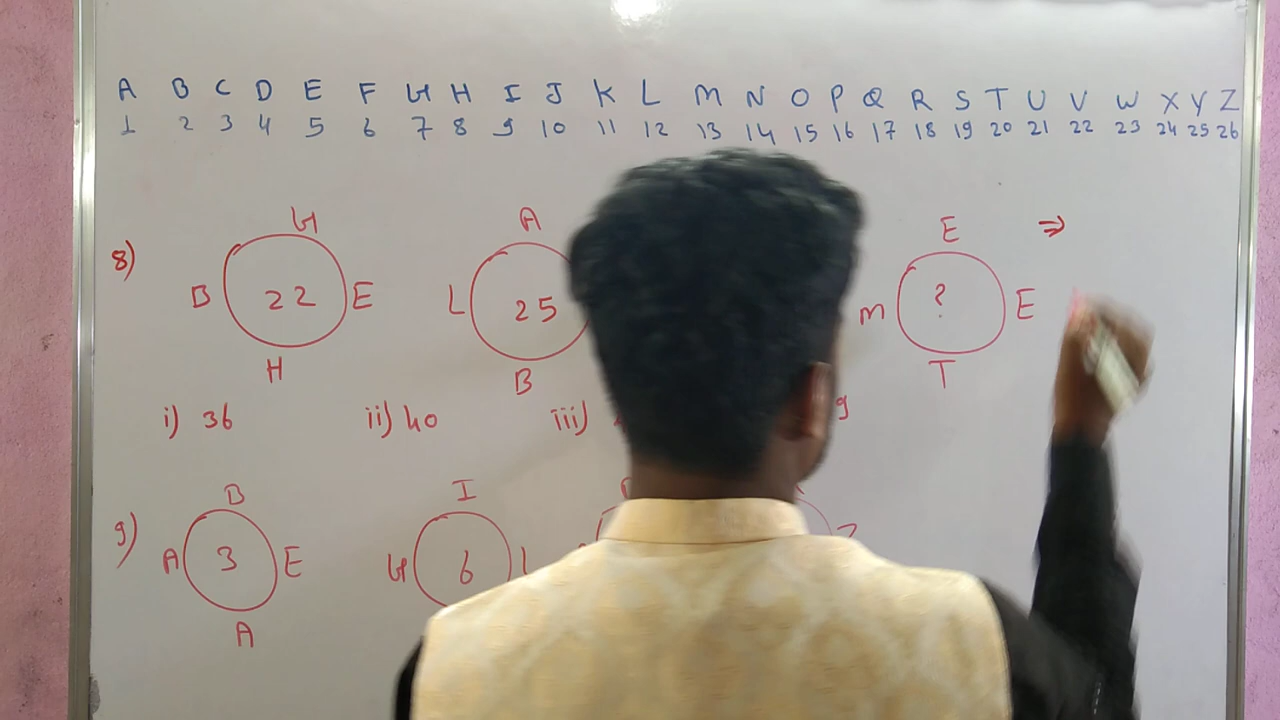 A B C D E F G H I J K L M N O P Q R S T U V W X Y Z
1 2 3 4 5 6 7 8 9 10 11 12 13 14 15 16 17 18 19 20 21 22 23 24 25 26
G A E ⇒
8) B 22 E L 25 M ? E
H B T
i) 36 ii) 40 iii) 9
B I
9) A 3 E G 6
A